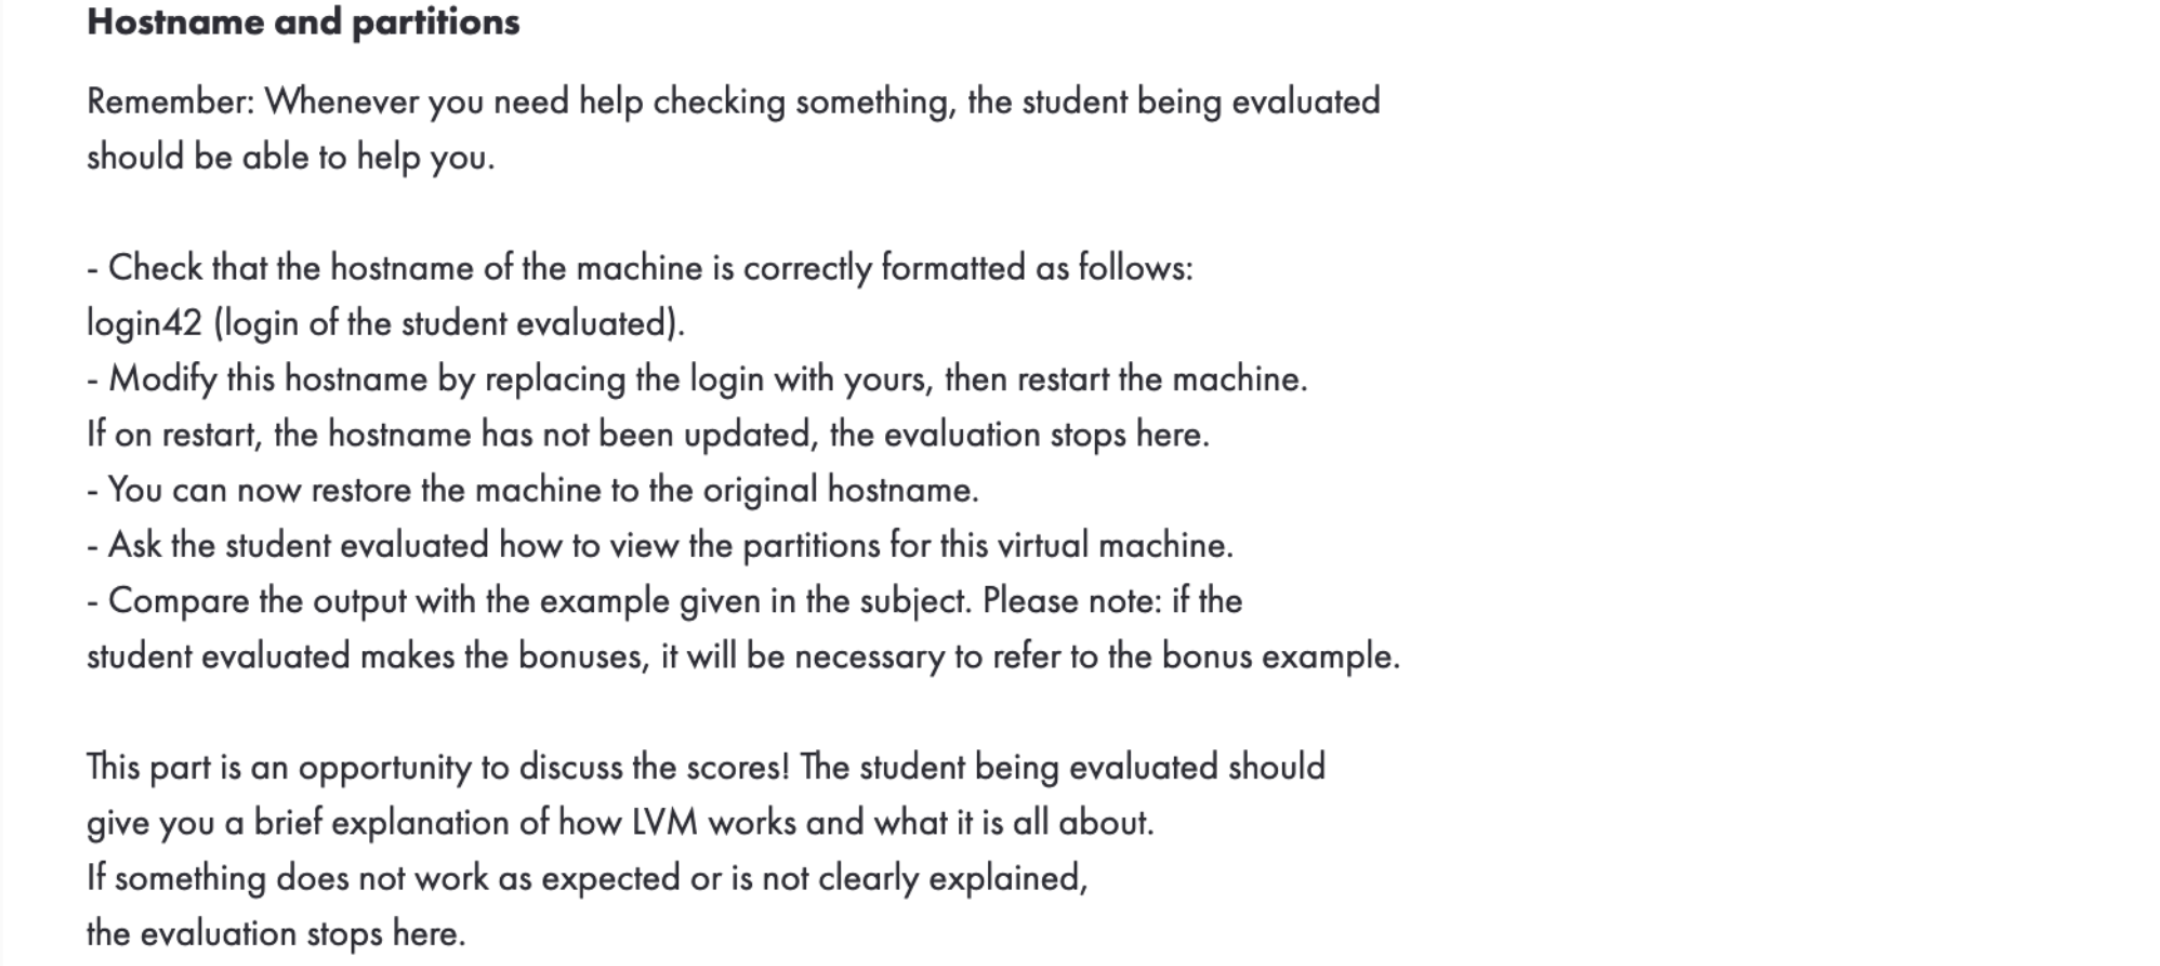 Hostname and partitions
Remember: Whenever you need help checking something, the student being evaluated
should be able to help you.
- Check that the hostname of the machine is correctly formatted as follows:
login42 (login of the student evaluated).
- Modify this hostname by replacing the login with yours, then restart the machine.
If on restart, the hostname has not been updated, the evaluation stops here.
- You can now restore the machine to the original hostname.
- Ask the student evaluated how to view the partitions for this virtual machine.
- Compare the output with the example given in the subject. Please note: if the
student evaluated makes the bonuses, it will be necessary to refer to the bonus example.
This part is an opportunity to discuss the scores! The student being evaluated should
give you a brief explanation of how LVM works and what it is all about.
If something does not work as expected or is not clearly explained,
the evaluation stops here.